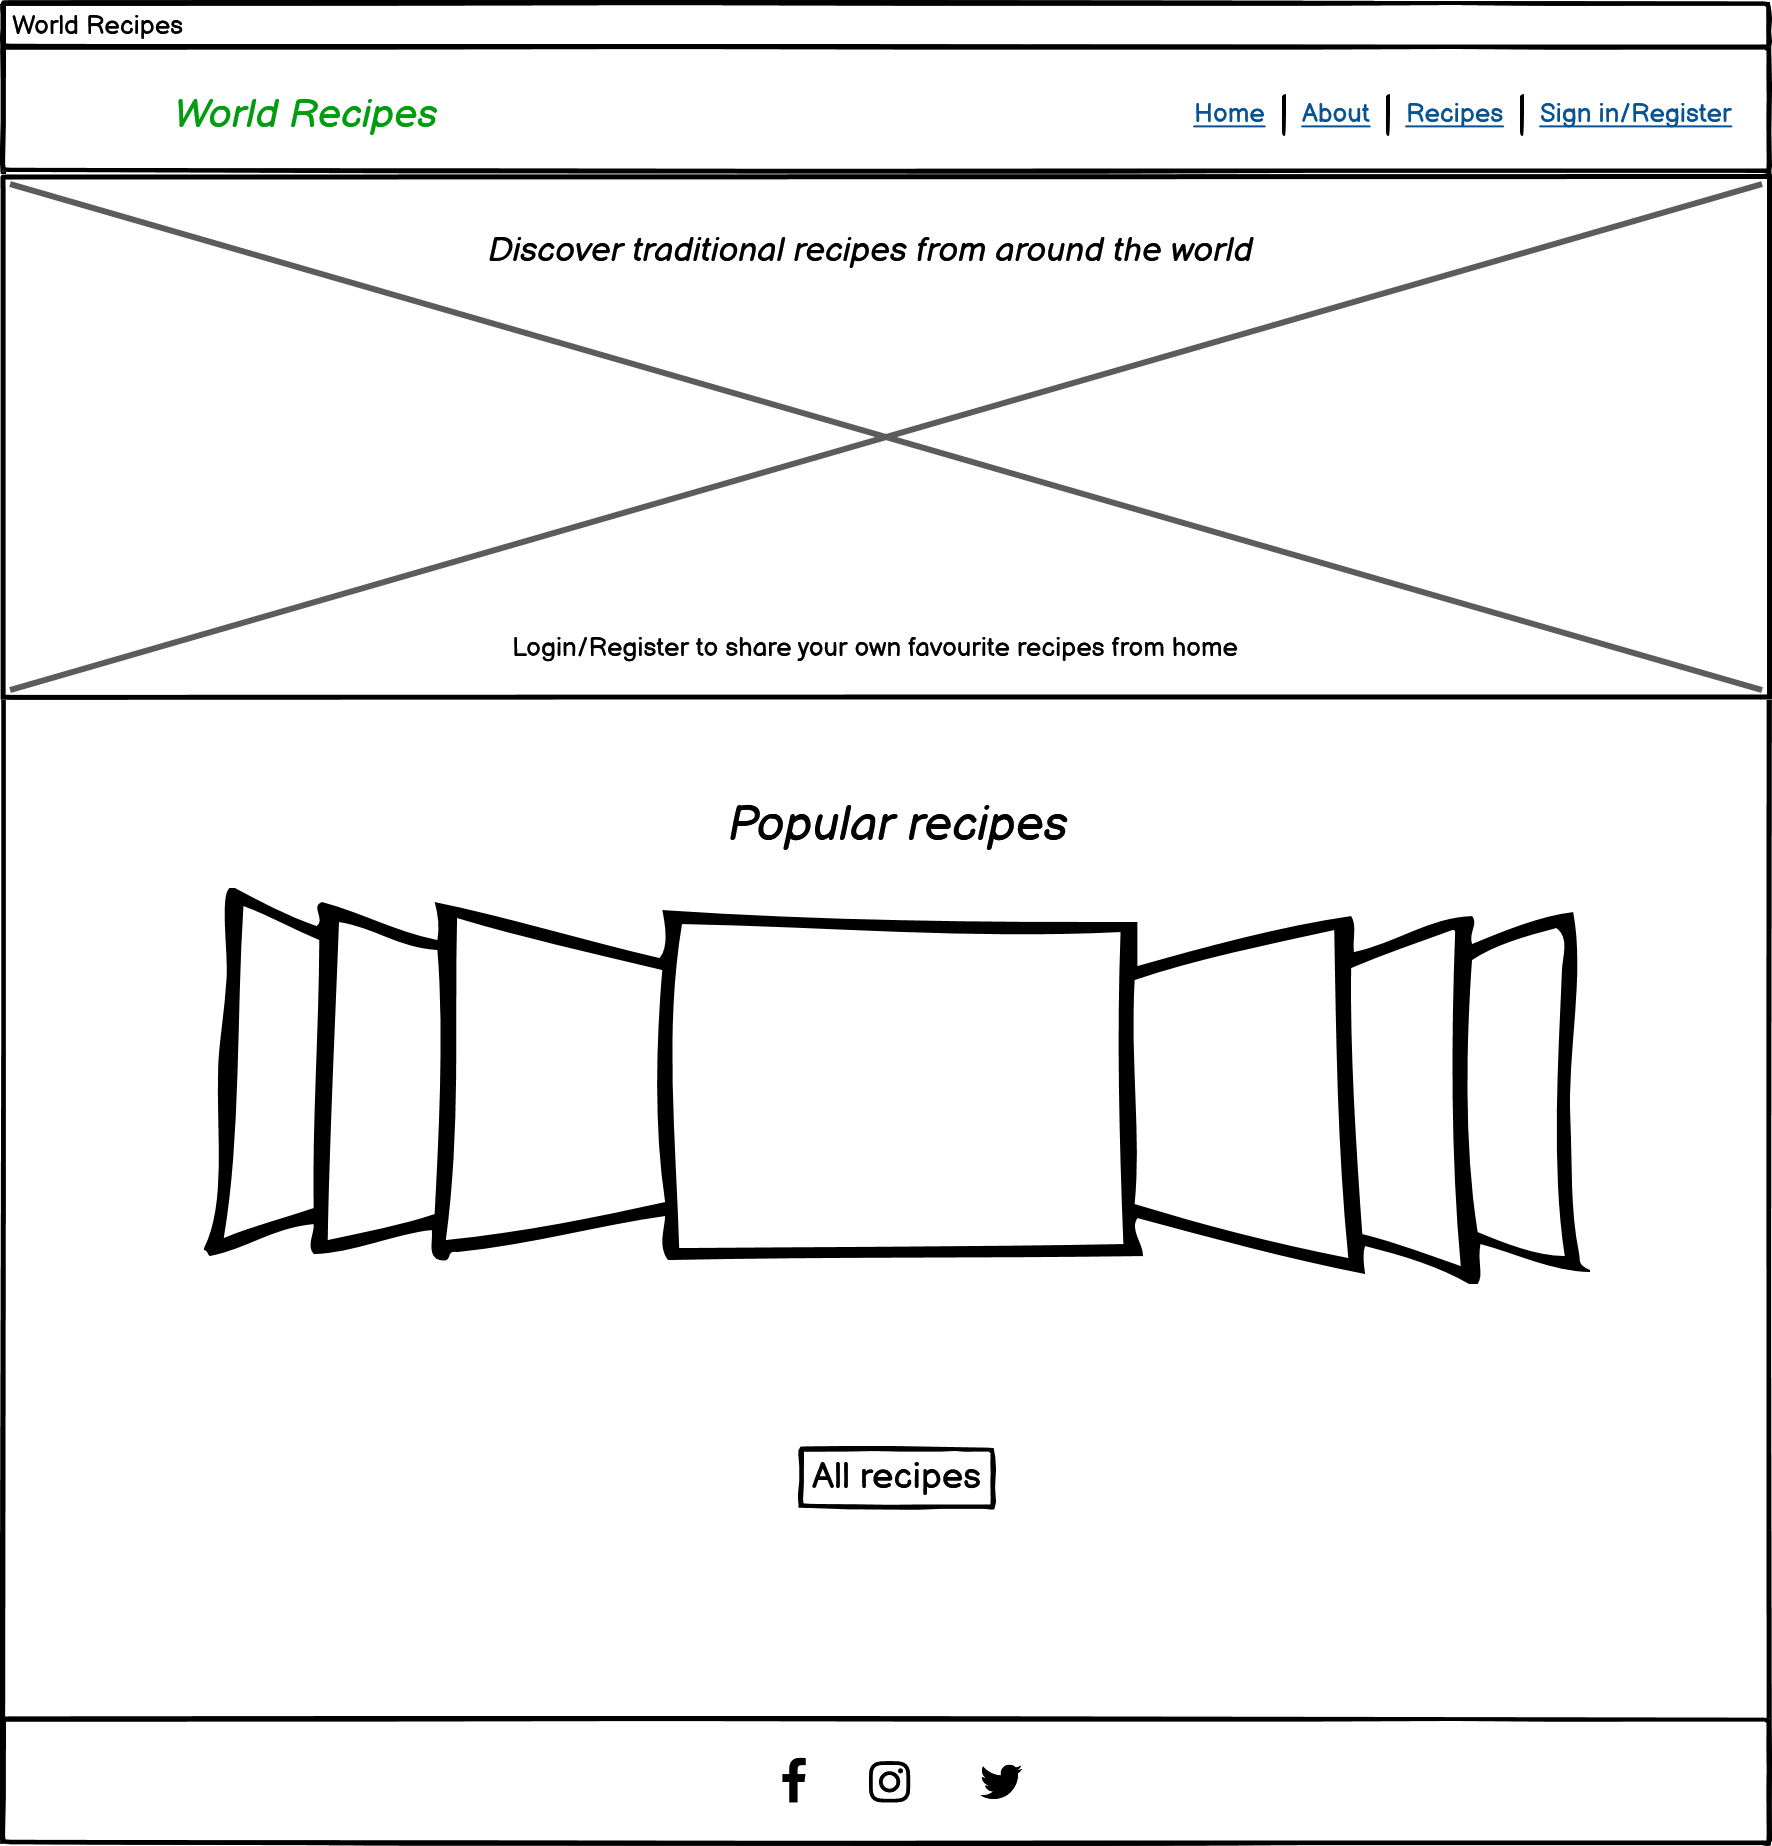 World Recipes
World Recipes
Home | About | Recipes | Sign in/Register
Discover traditional recipes from around the world
Login/Register to share your own favourite recipes from home
Popular recipes
All recipes